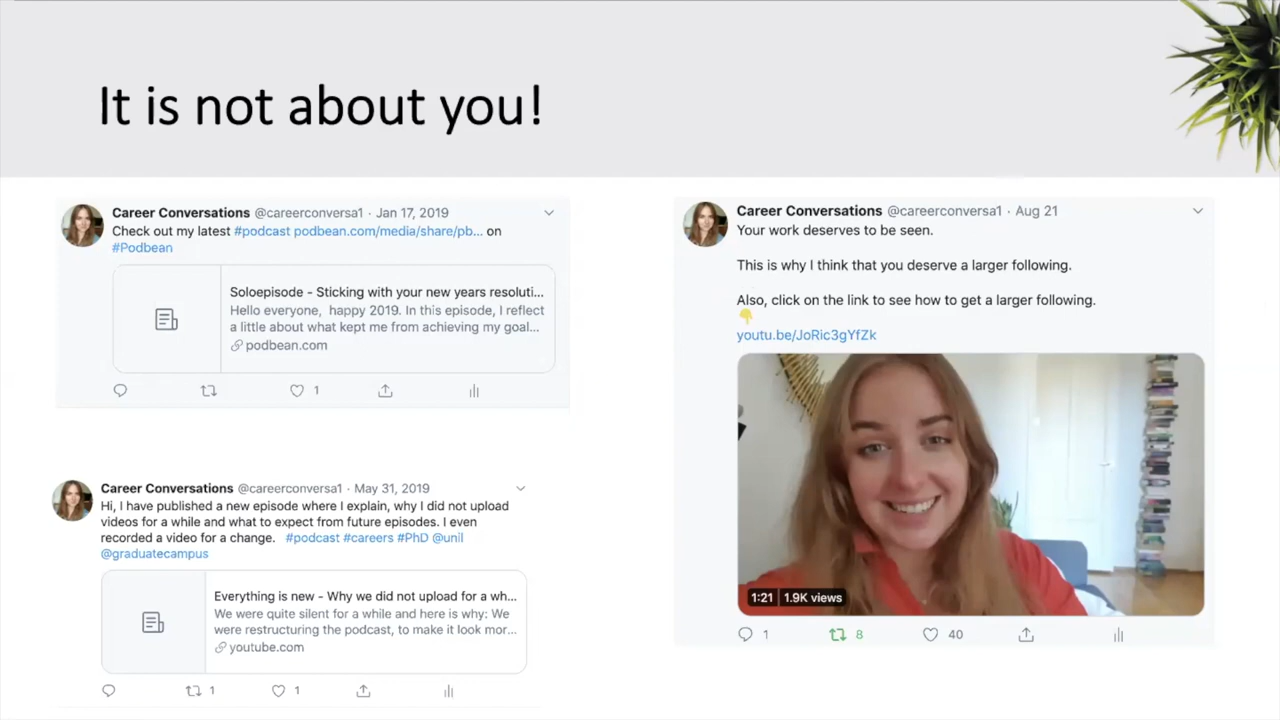 It is not about you!
Career Conversations @careerconversa1 · Jan 17, 2019
Check out my latest #podcast podbean.com/media/share/pb... on
#Podbean
Soloepisode - Sticking with your new years resoluti...
Hello everyone,  happy 2019. In this episode, I reflect
a little about what kept me from achieving my goal...
podbean.com
1
Career Conversations @careerconversa1 · May 31, 2019
Hi, I have published a new episode where I explain, why I did not upload
videos for a while and what to expect from future episodes. I even
recorded a video for a change.  #podcast #careers #PhD @unil
@graduatecampus
Everything is new - Why we did not upload for a wh...
We were quite silent for a while and here is why: We
were restructuring the podcast, to make it look mor...
youtube.com
1 1
Career Conversations @careerconversa1 · Aug 21
Your work deserves to be seen.
This is why I think that you deserve a larger following.
Also, click on the link to see how to get a larger following.
youtu.be/JoRic3gYfZk
1:21 1.9K views
1 8 40